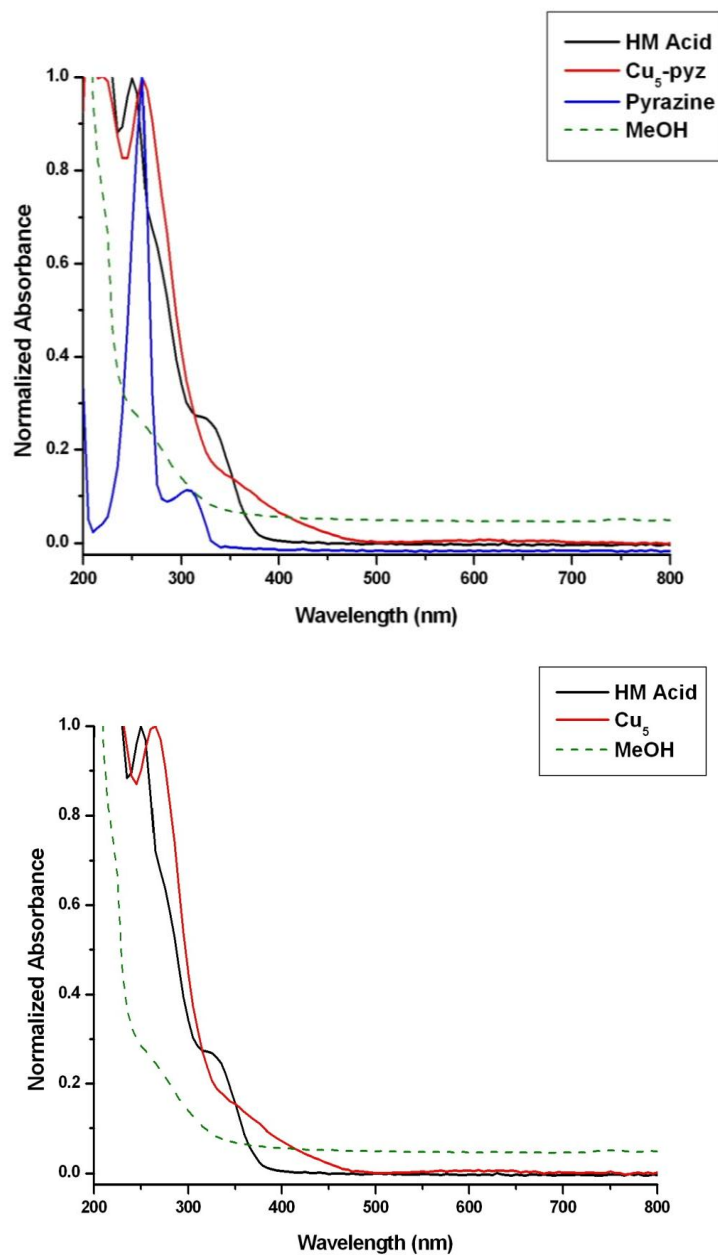 HM Acid
Cu₅-pyz
Pyrazine
MeOH
1.0
0.8
0.6
0.4
0.2
0.0
Normalized Absorbance
200 300 400 500 600 700 800
Wavelength (nm)
HM Acid
Cu₅
MeOH
1.0
0.8
0.6
0.4
0.2
0.0
Normalized Absorbance
200 300 400 500 600 700 800
Wavelength (nm)